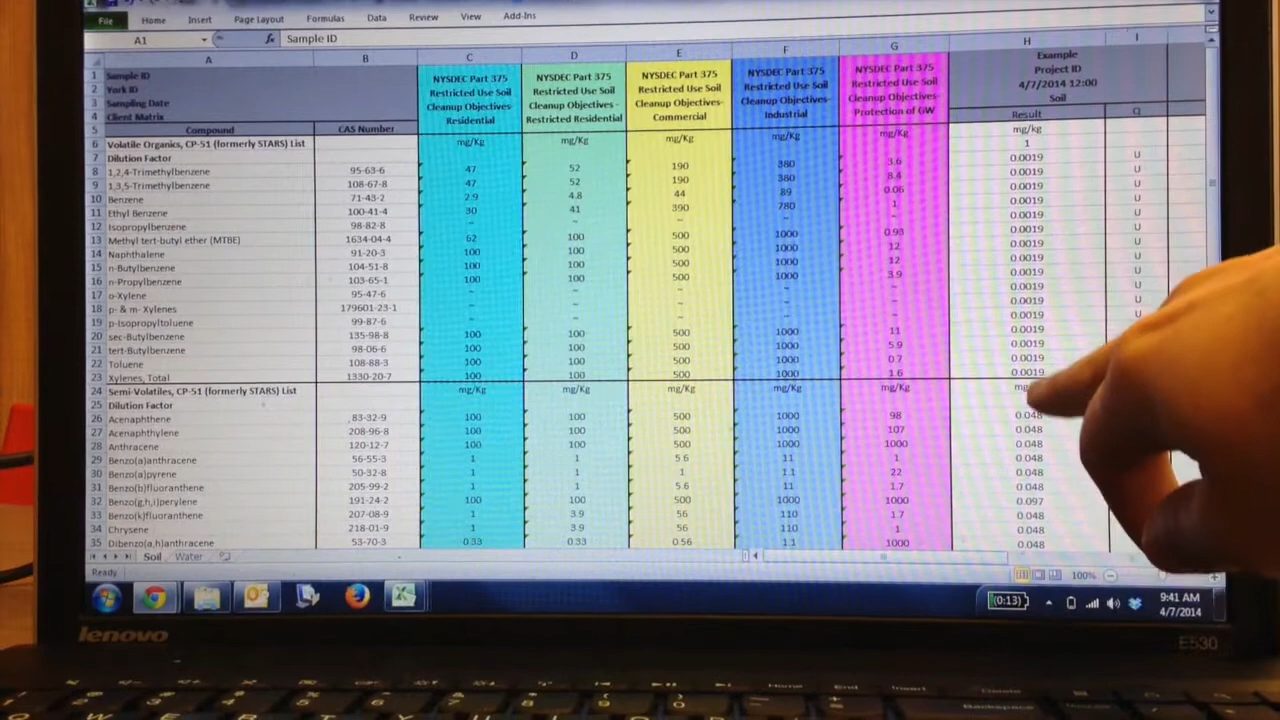 File Home Insert Page Layout Formulas Data Review View Add-Ins
A1 fx Sample ID
A B C D E F G H I
1 Sample ID
2 York ID
3 Sampling Date
4 Client Matrix
NYSDEC Part 375
Restricted Use Soil
Cleanup Objectives-
Residential
NYSDEC Part 375
Restricted Use Soil
Cleanup Objectives -
Restricted Residential
NYSDEC Part 375
Restricted Use Soil
Cleanup Objectives-
Commercial
NYSDEC Part 375
Restricted Use Soil
Cleanup Objectives-
Industrial
NYSDEC Part 375
Restricted Use Soil
Cleanup Objectives-
Protection of GW
Example
Project ID
4/7/2014 12:00
Soil
5 Compound CAS Number Result Q
6 Volatile Organics, CP-51 (formerly STARS) List mg/Kg mg/Kg mg/Kg mg/Kg mg/Kg mg/kg
7 Dilution Factor 1
8 1,2,4-Trimethylbenzene 95-63-6 47 52 190 380 3.6 0.0019 U
9 1,3,5-Trimethylbenzene 108-67-8 47 52 190 380 8.4 0.0019 U
10 Benzene 71-43-2 2.9 4.8 44 89 0.06 0.0019 U
11 Ethyl Benzene 100-41-4 30 41 390 780 1 0.0019 U
12 Isopropylbenzene 98-82-8 ~ ~ ~ ~ ~ 0.0019 U
13 Methyl tert-butyl ether (MTBE) 1634-04-4 62 100 500 1000 0.93 0.0019 U
14 Naphthalene 91-20-3 100 100 500 1000 12 0.0019 U
15 n-Butylbenzene 104-51-8 100 100 500 1000 12 0.0019 U
16 n-Propylbenzene 103-65-1 100 100 500 1000 3.9 0.0019 U
17 o-Xylene 95-47-6 ~ ~ ~ ~ ~ 0.0019 U
18 p- & m- Xylenes 179601-23-1 ~ ~ ~ ~ ~ 0.0019 U
19 p-Isopropyltoluene 99-87-6 ~ ~ ~ ~ ~ 0.0019 U
20 sec-Butylbenzene 135-98-8 100 100 500 1000 11 0.0019
21 tert-Butylbenzene 98-06-6 100 100 500 1000 5.9 0.0019
22 Toluene 108-88-3 100 100 500 1000 0.7 0.0019
23 Xylenes, Total 1330-20-7 100 100 500 1000 1.6 0.0019
24 Semi-Volatiles, CP-51 (formerly STARS) List mg/Kg mg/Kg mg/Kg mg/Kg mg/Kg
25 Dilution Factor
26 Acenaphthene 83-32-9 100 100 500 1000 98 0.048
27 Acenaphthylene 208-96-8 100 100 500 1000 107 0.048
28 Anthracene 120-12-7 100 100 500 1000 1000 0.048
29 Benzo(a)anthracene 56-55-3 1 1 5.6 11 1 0.048
30 Benzo(a)pyrene 50-32-8 1 1 1 1.1 22 0.048
31 Benzo(b)fluoranthene 205-99-2 1 1 5.6 11 1.7 0.048
32 Benzo(g,h,i)perylene 191-24-2 100 100 500 1000 1000 0.097
33 Benzo(k)fluoranthene 207-08-9 1 3.9 56 110 1.7 0.048
34 Chrysene 218-01-9 1 3.9 56 110 1 0.048
35 Dibenzo(a,h)anthracene 53-70-3 0.33 0.33 0.56 1.1 1000 0.048
Soil Water
Ready 100%
(0:13) 9:41 AM
4/7/2014
lenovo E530
Home End Insert Delete
Backspace